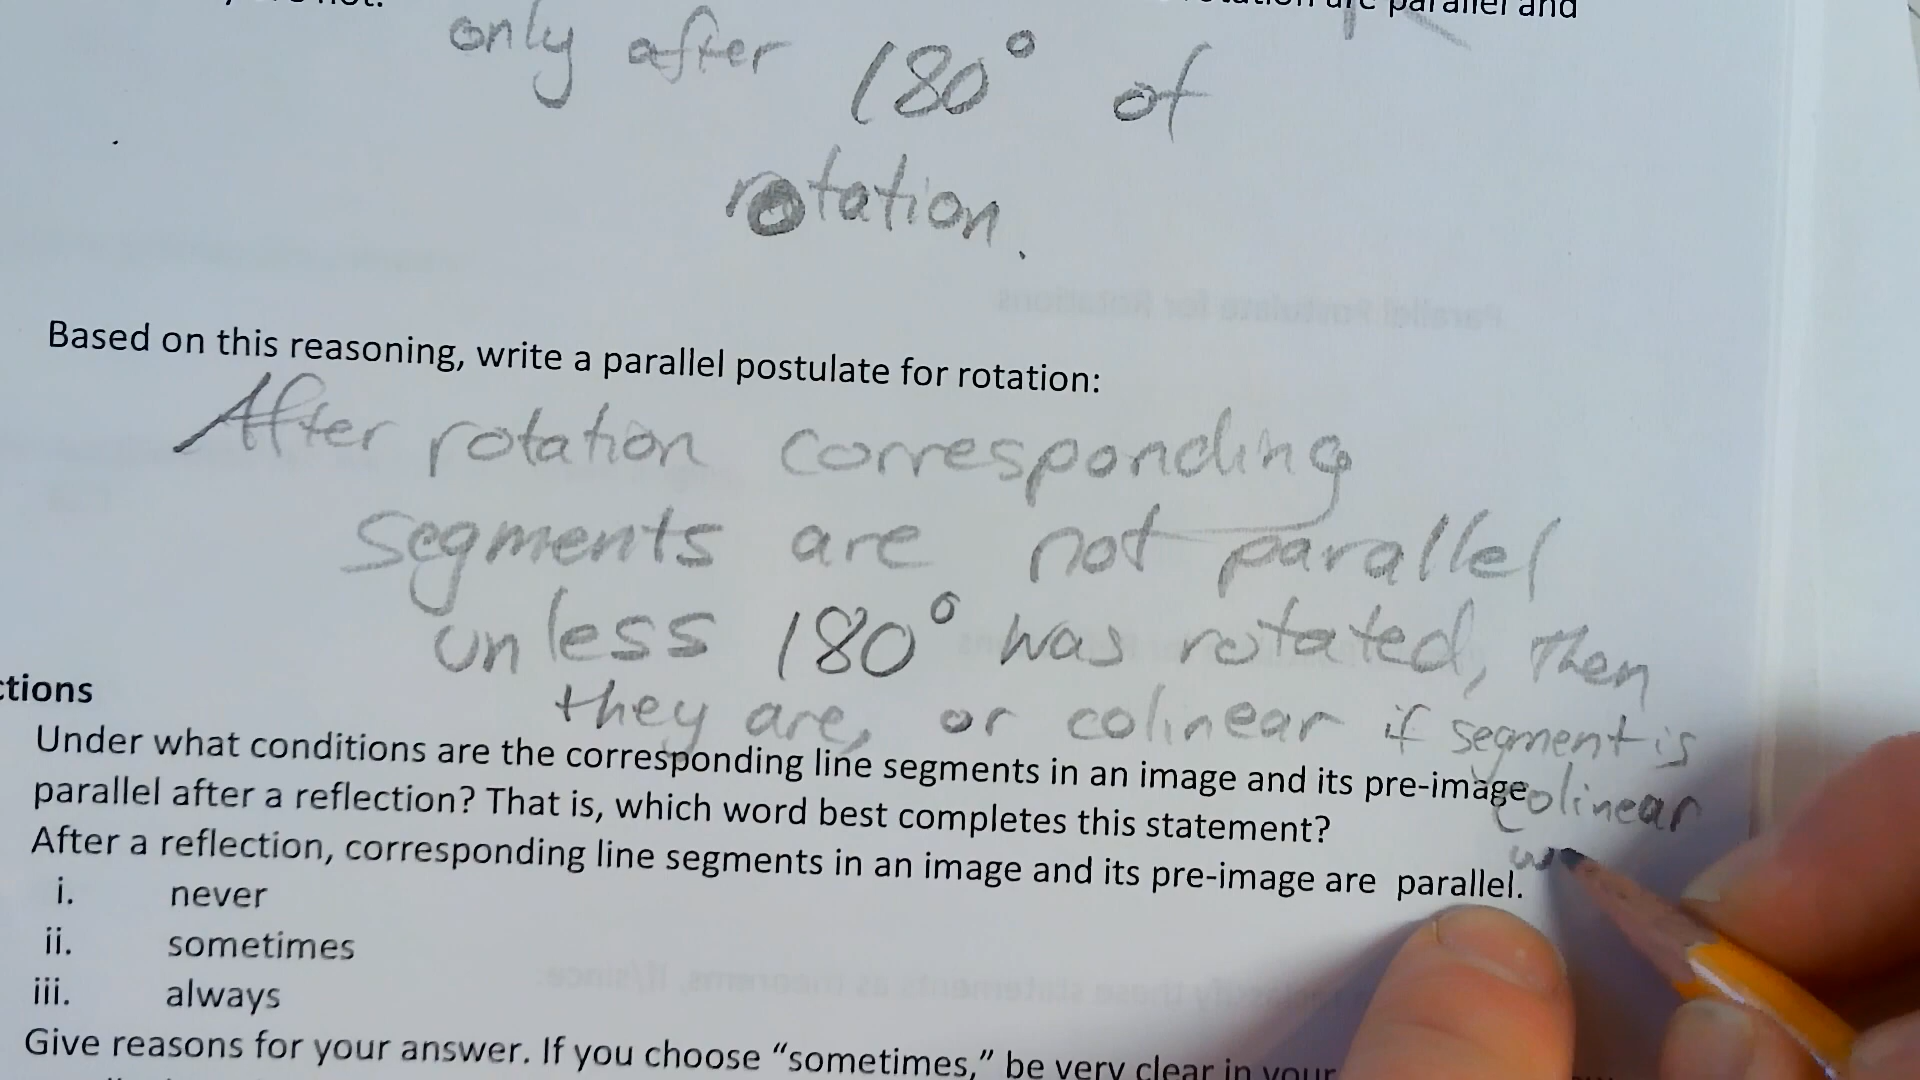 not.
are parallel and
only after 180° of
rotation.
Based on this reasoning, write a parallel postulate for rotation:
After rotation corresponding
segments are not parallel
unless 180° was rotated, then
they are, or colinear if segment is
colinear
ctions
Under what conditions are the corresponding line segments in an image and its pre-image
parallel after a reflection? That is, which word best completes this statement?
After a reflection, corresponding line segments in an image and its pre-image are parallel.
i. never
ii. sometimes
iii. always
Give reasons for your answer. If you choose “sometimes,” be very clear in your